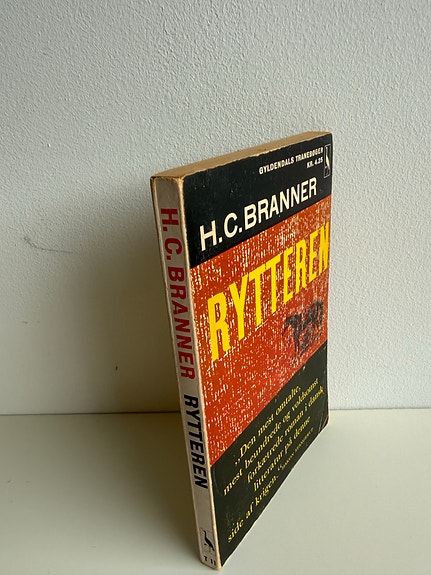 GYLDENDALS TRANEBØGER
KR. 4.25
H.C. BRANNER
RYTTEREN
„Den mest omtalte,
mest beundrede og voldsomst
forkætrede roman i dansk
litteratur på denne
side af krigen.“
H.C. BRANNER RYTTEREN